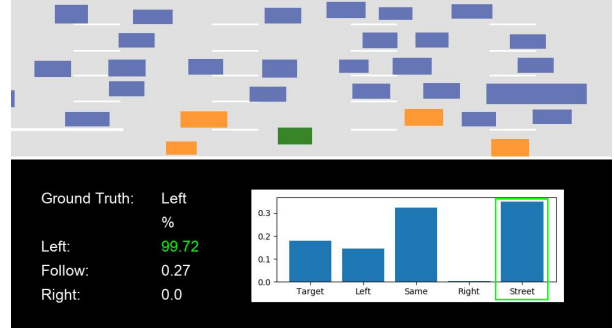 Ground Truth: Left
%
Left: 99.72
Follow: 0.27
Right: 0.0
0.3
0.2
0.1
0.0
Target Left Same Right Street